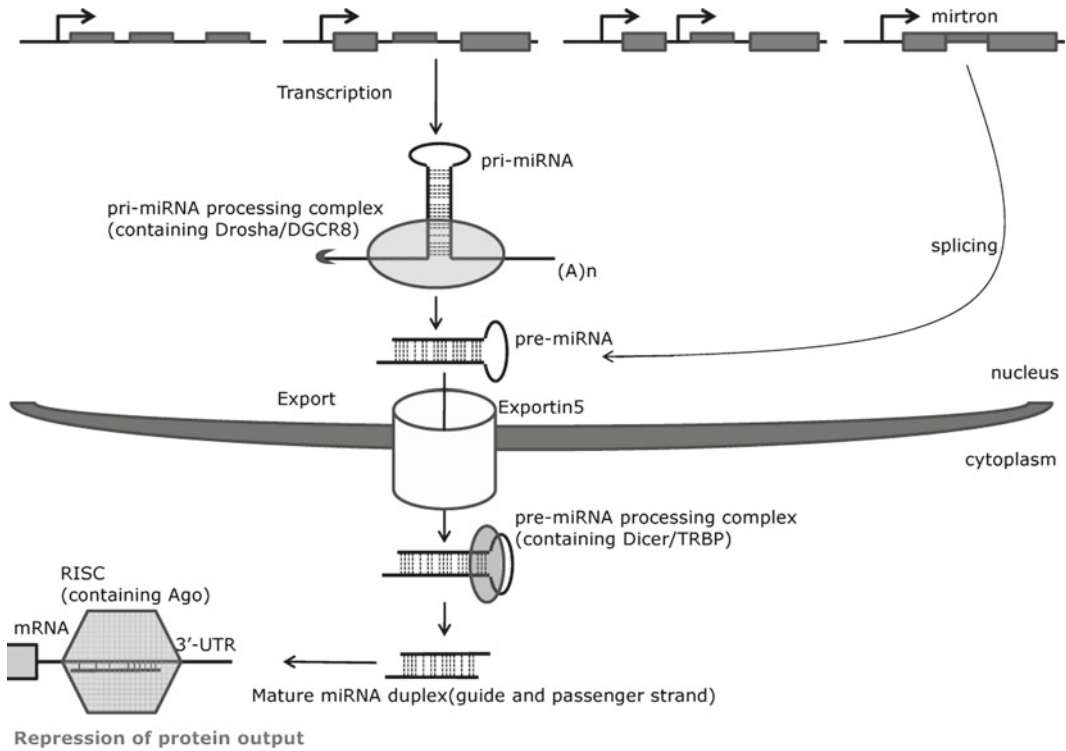 mirtron
Transcription
pri-miRNA
pri-miRNA processing complex
(containing Drosha/DGCR8)
(A)n
splicing
pre-miRNA
nucleus
Export
Exportin5
cytoplasm
pre-miRNA processing complex
(containing Dicer/TRBP)
RISC
(containing Ago)
mRNA
3′-UTR
Mature miRNA duplex(guide and passenger strand)
Repression of protein output